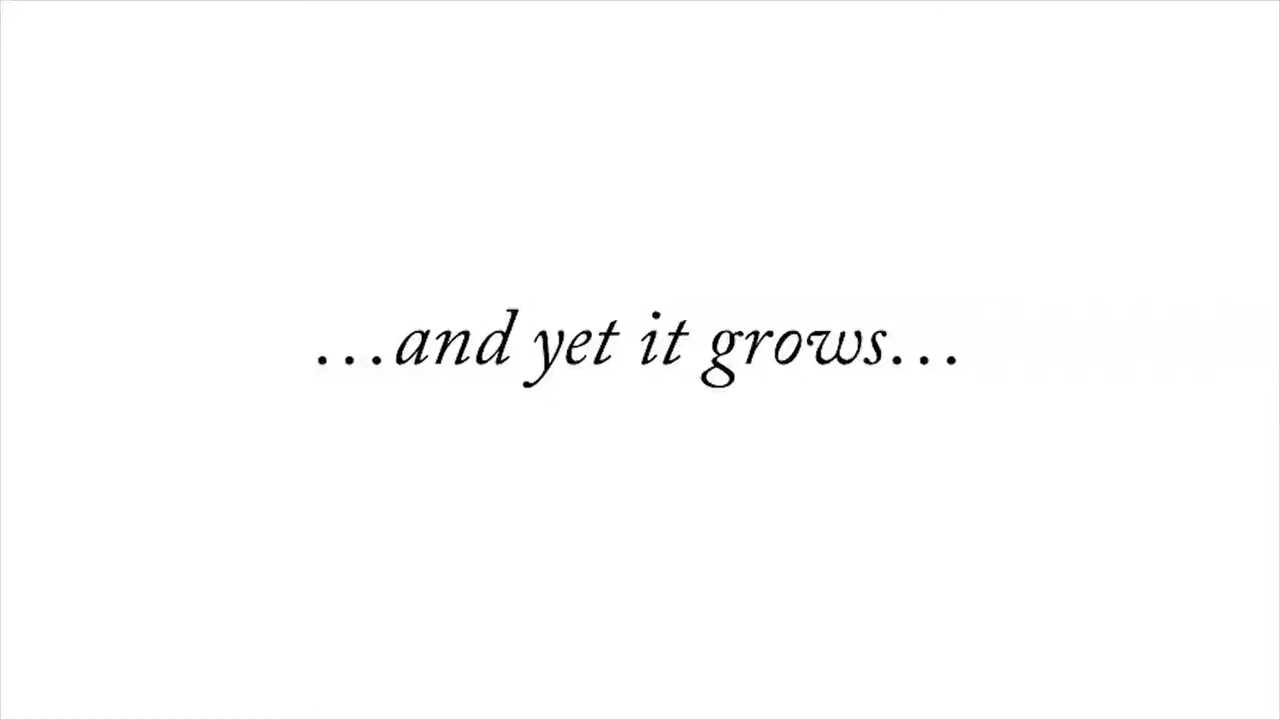 …and yet it grows…